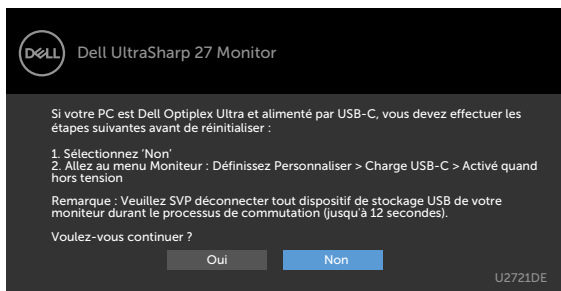 DELL
Dell UltraSharp 27 Monitor
Si votre PC est Dell Optiplex Ultra et alimenté par USB-C, vous devez effectuer les
étapes suivantes avant de réinitialiser :
1. Sélectionnez ‘Non’
2. Allez au menu Moniteur : Définissez Personnaliser > Charge USB-C > Activé quand
hors tension
Remarque : Veuillez SVP déconnecter tout dispositif de stockage USB de votre
moniteur durant le processus de commutation (jusqu'à 12 secondes).
Voulez-vous continuer ?
Oui Non
U2721DE